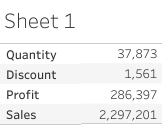 Sheet 1
Quantity 37,873
Discount 1,561
Profit 286,397
Sales 2,297,201